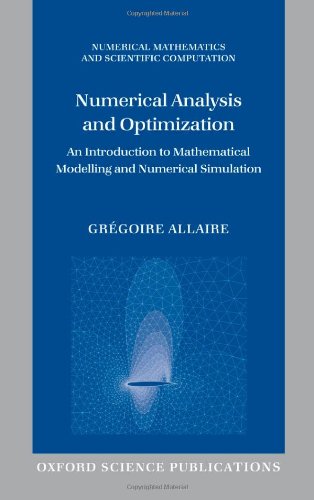 NUMERICAL MATHEMATICS
AND SCIENTIFIC COMPUTATION
Numerical Analysis
and Optimization
An Introduction to Mathematical
Modelling and Numerical Simulation
GRÉGOIRE ALLAIRE
OXFORD SCIENCE PUBLICATIONS